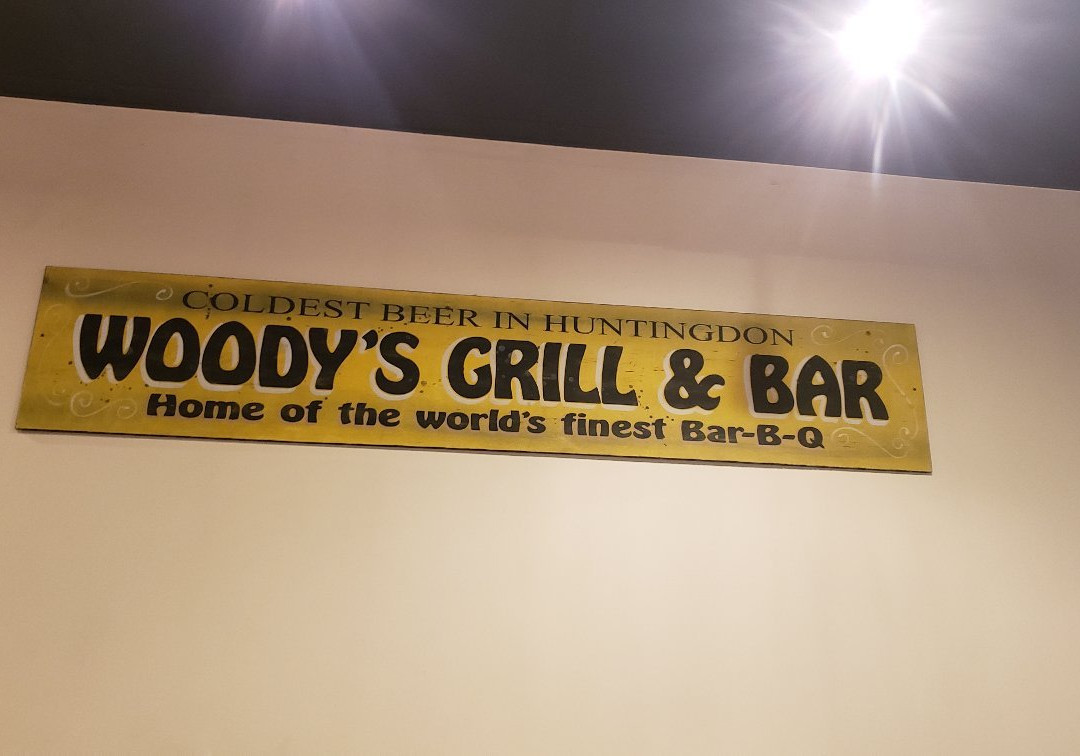 COLDEST BEER IN HUNTINGDON
WOODY'S GRILL & BAR
Home of the world's finest Bar-B-Q